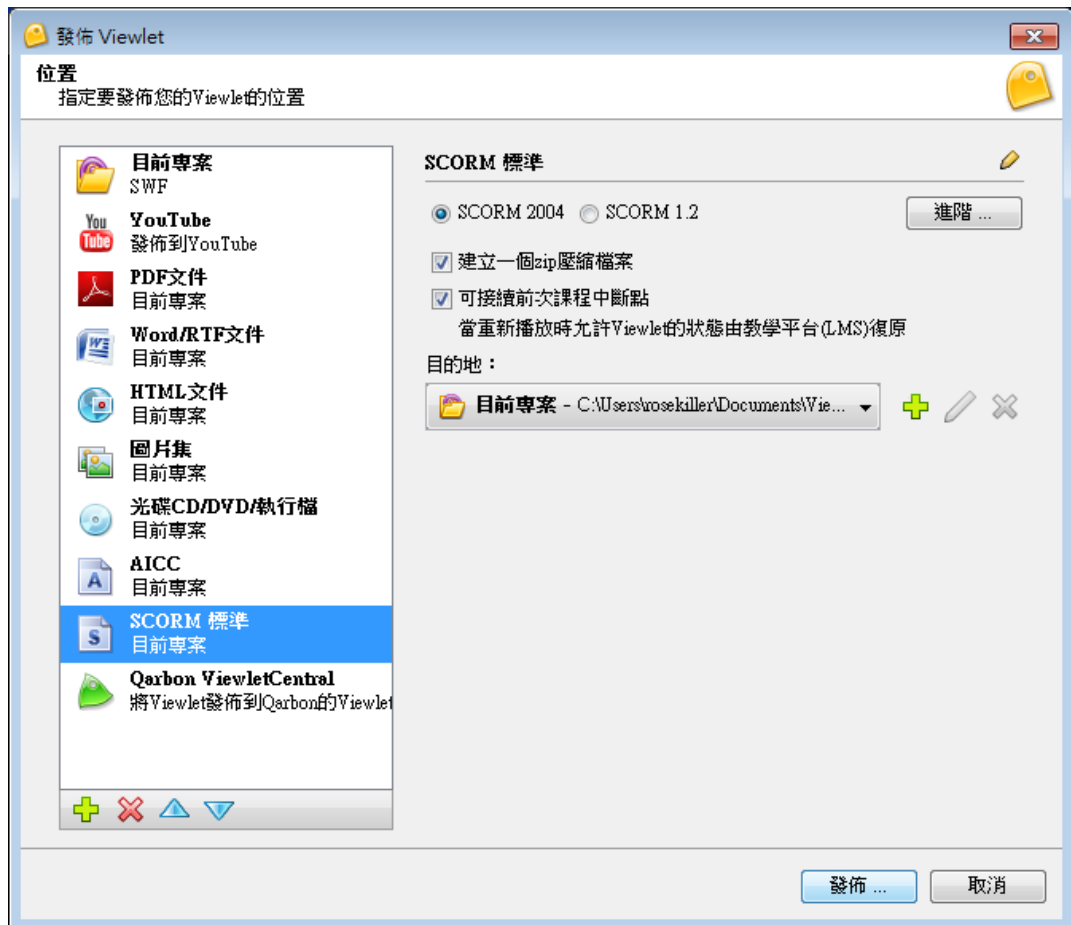 發佈 Viewlet
位置
指定要發佈您的Viewlet的位置
目前專案
SWF
You
Tube
YouTube
發佈到YouTube
PDF文件
目前專案
Word/RTF文件
目前專案
HTML文件
目前專案
圖片集
目前專案
光碟CD/DVD/執行檔
目前專案
A
AICC
目前專案
S
SCORM 標準
目前專案
Qarbon ViewletCentral
將Viewlet發佈到Qarbon的Viewlet
SCORM 標準
SCORM 2004
SCORM 1.2
進階 ...
建立一個zip壓縮檔案
可接續前次課程中斷點
當重新播放時允許Viewlet的狀態由教學平台(LMS)復原
目的地：
目前專案 - C:\Users\rosekiller\Documents\Vie...
發佈 ...
取消